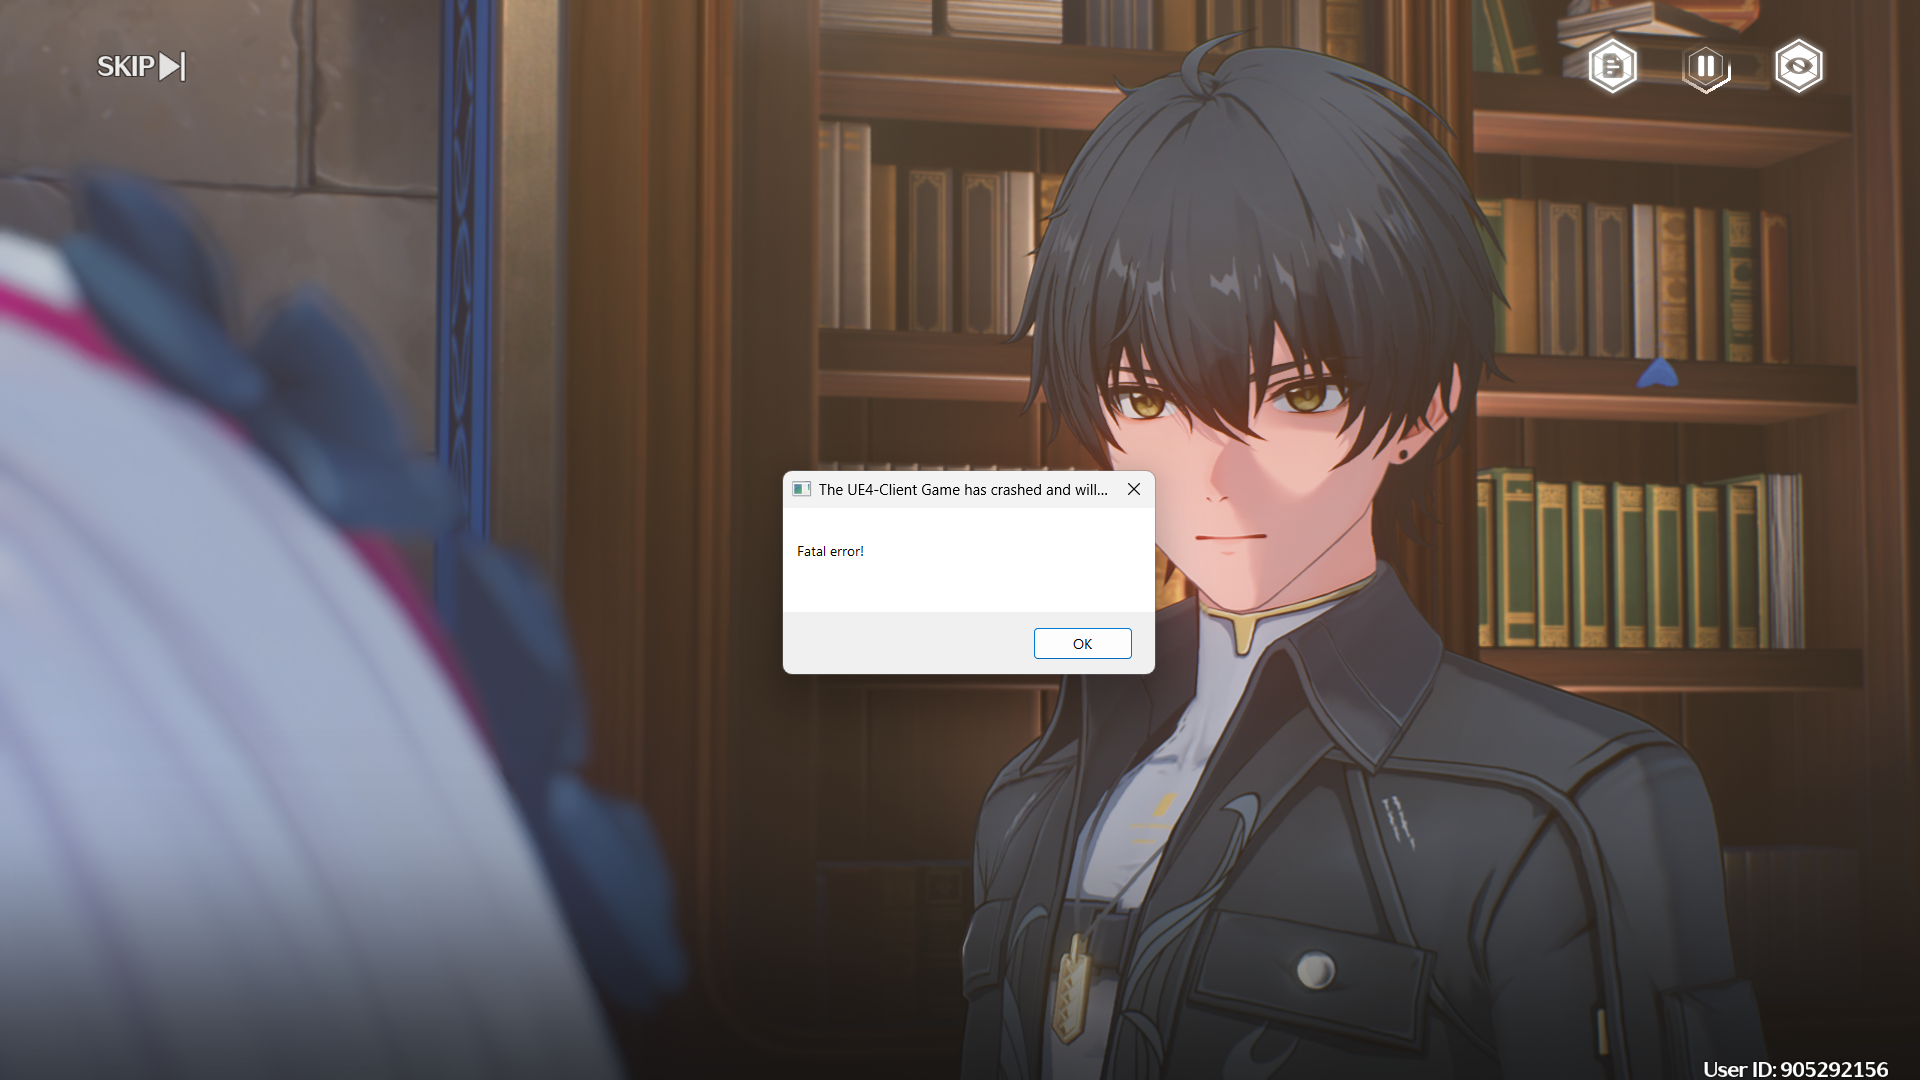 SKIP
The UE4-Client Game has crashed and will...
Fatal error!
OK
User ID: 905292156